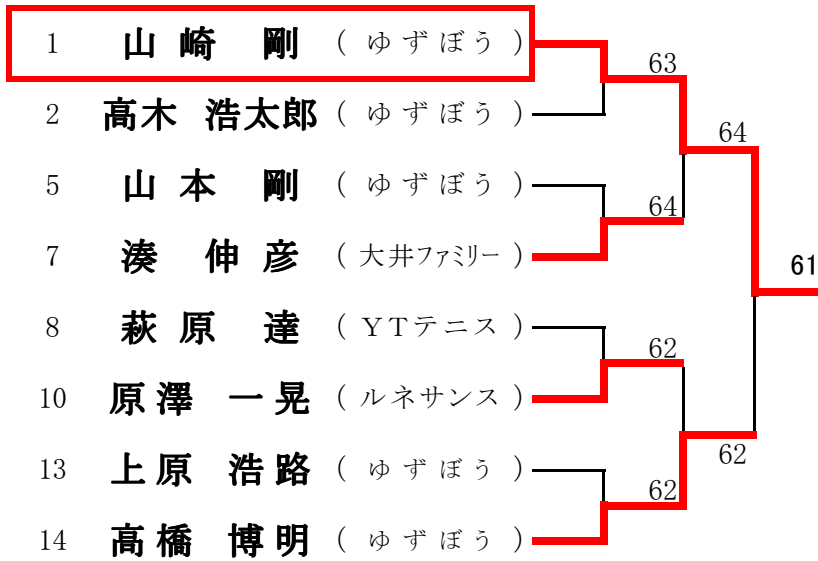 1 山崎 剛 (ゆずぼう)
63
2 高木 浩太郎 (ゆずぼう)
64
5 山本 剛 (ゆずぼう)
64
7 湊 伸彦 (大井ファミリー)
61
8 萩原 達 (YTテニス)
62
10 原澤 一晃 (ルネサンス)
13 上原 浩路 (ゆずぼう)
62
62
14 高橋 博明 (ゆずぼう)